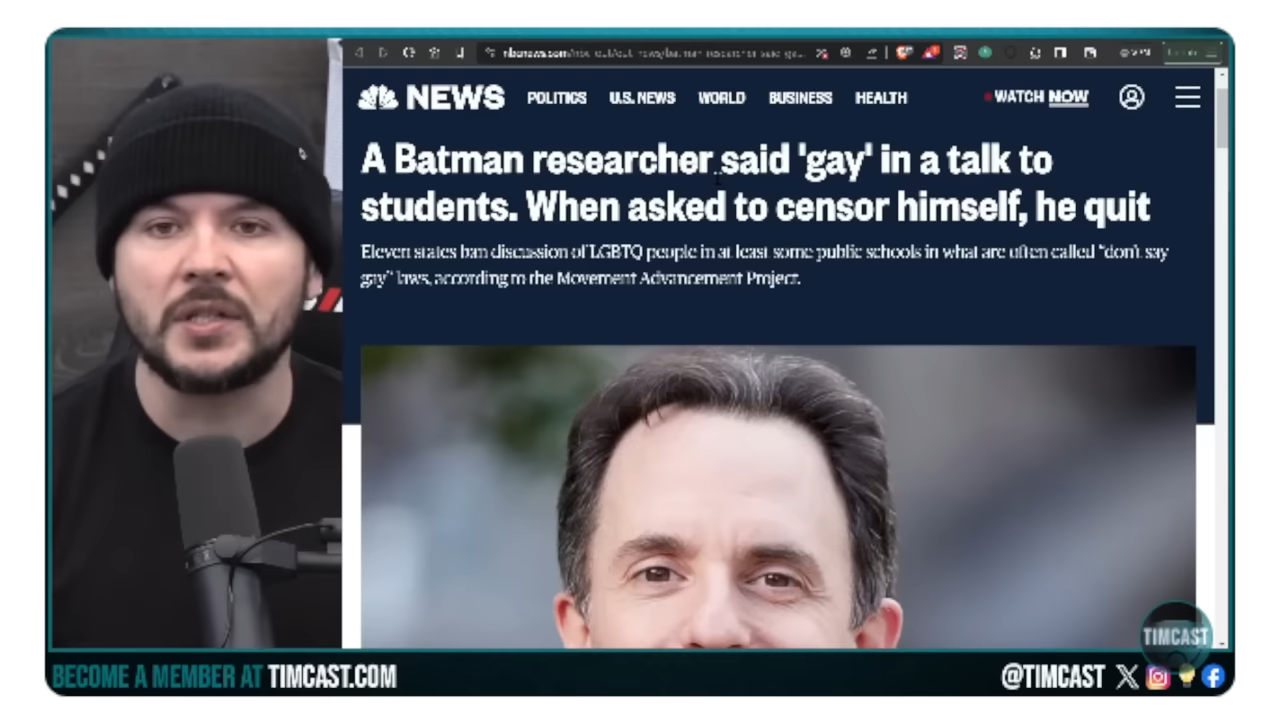 nbcnews.com
NEWS POLITICS U.S. NEWS WORLD BUSINESS HEALTH WATCH NOW
A Batman researcher said 'gay' in a talk to
students. When asked to censor himself, he quit
Eleven states ban discussion of LGBTQ people in at least some public schools in what are often called “don't say
gay” laws, according to the Movement Advancement Project.
TIMCAST
BECOME A MEMBER AT TIMCAST.COM @TIMCAST